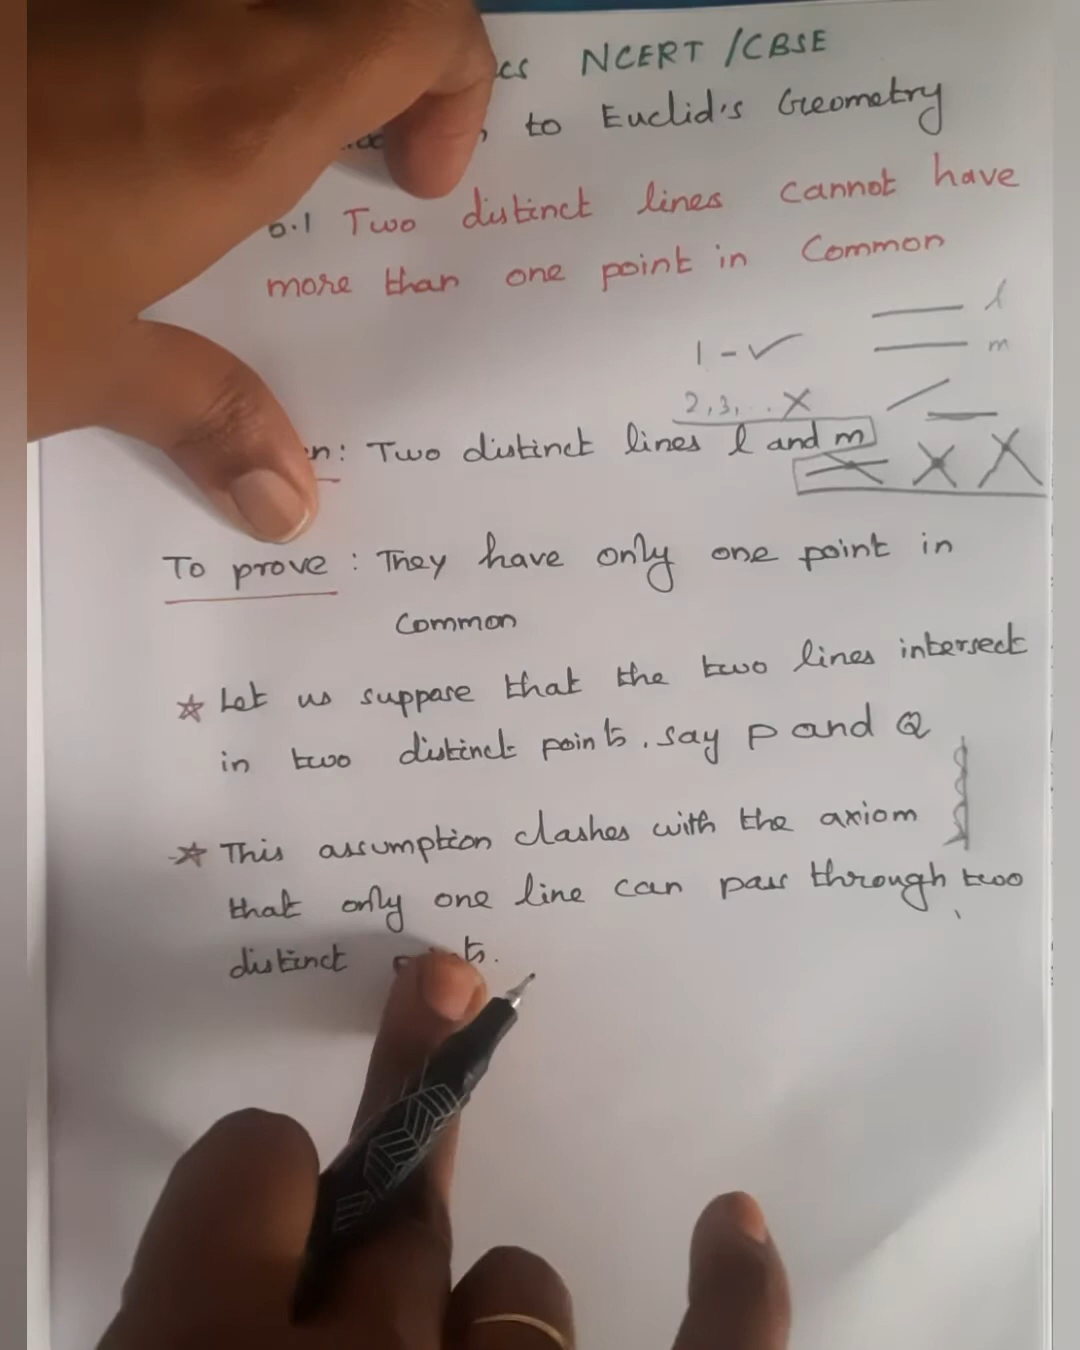 NCERT / CBSE
to Euclid's Geometry
Two distinct lines cannot have
more than one point in Common
l
1 - ✓
m
2,3,.. X
Two distinct lines l and m
To prove : They have only one point in
Common
☆ Let us suppose that the two lines intersect
in two distinct points, say p and Q
☆ This assumption clashes with the axiom
that only one line can pass through two
distinct